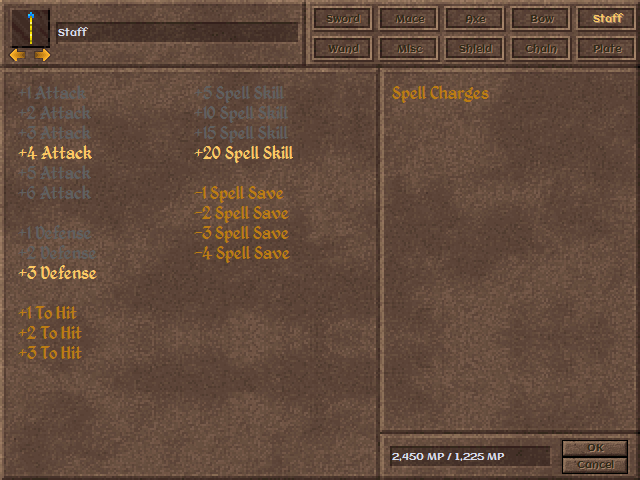 Staff
Sword Mace Axe Bow Staff
Wand Misc Shield Chain Plate
+1 Attack
+2 Attack
+3 Attack
+4 Attack
+5 Attack
+6 Attack
+1 Defense
+2 Defense
+3 Defense
+1 To Hit
+2 To Hit
+3 To Hit
+5 Spell Skill
+10 Spell Skill
+15 Spell Skill
+20 Spell Skill
-1 Spell Save
-2 Spell Save
-3 Spell Save
-4 Spell Save
Spell Charges
2,450 MP / 1,225 MP
OK
Cancel